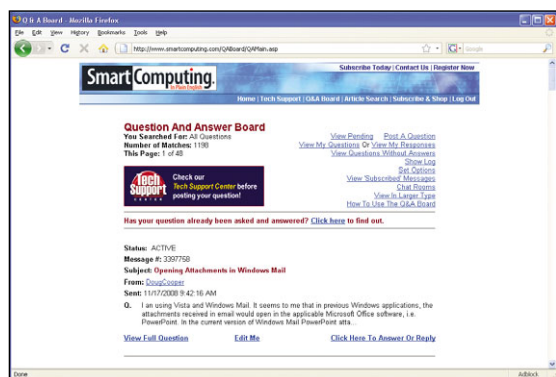 Q & A Board - Mozilla Firefox
File Edit View History Bookmarks Tools Help
http://www.smartcomputing.com/QABoard/QAMain.asp
Google
Subscribe Today | Contact Us | Register Now
Smart Computing.
In Plain English
Home | Tech Support | Q&A Board | Article Search | Subscribe & Shop | Log Out
Question And Answer Board
You Searched For: All Questions
Number of Matches: 1198
This Page: 1 of 48
View Pending Post A Question
View My Questions Or View My Responses
View Questions Without Answers
Show Log
Set Options
View 'Subscribed' Messages
Chat Rooms
View In Larger Type
How To Use The Q&A Board
Tech Support CENTER
Check our
Tech Support Center before
posting your question!
Has your question already been asked and answered? Click here to find out.
Status: ACTIVE
Message #: 3397758
Subject: Opening Attachments in Windows Mail
From: DougCooper
Sent: 11/17/2008 9:42:16 AM
Q. I an using Vista and Windows Mail. It seems to me that in previous Windows applications, the
attachments received in email would open in the applicable Microsoft Office software, i.e.
PowerPoint. In the current version of Windows Mail PowerPoint atta...
View Full Question Edit Me Click Here To Answer Or Reply
Done Adblock